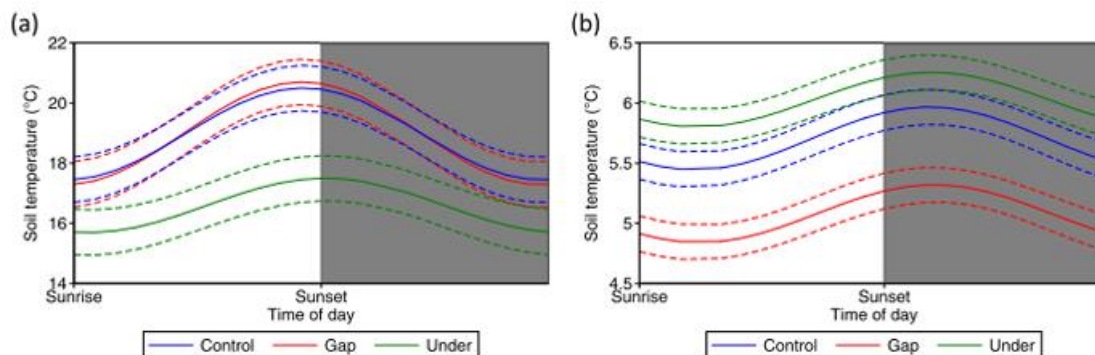 (a)
22
20
18
16
14
Soil temperature (°C)
Sunrise
Sunset
Time of day
Control
Gap
Under
(b)
6.5
6
5.5
5
4.5
Soil temperature (°C)
Sunrise
Sunset
Time of day
Control
Gap
Under